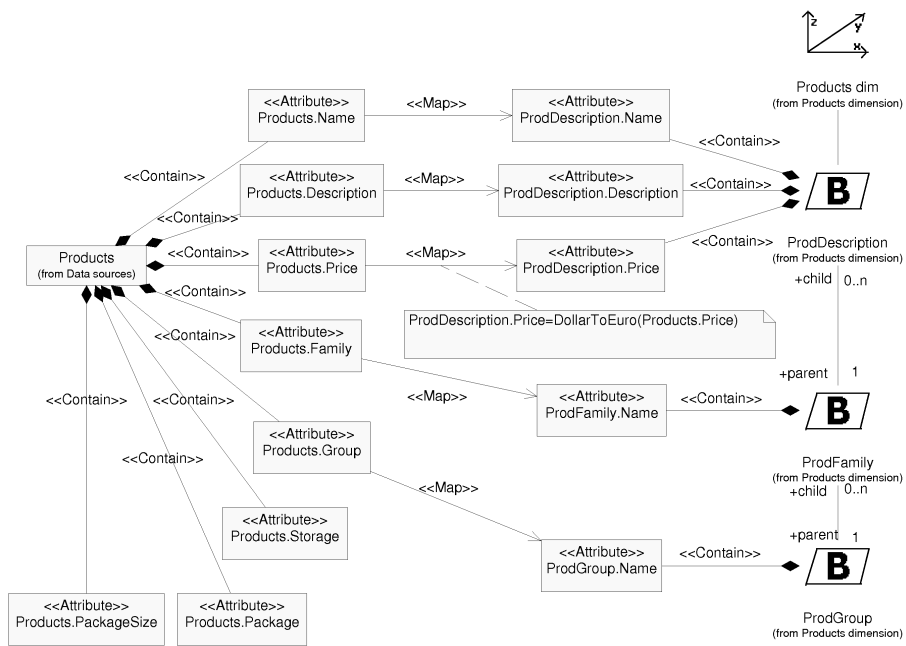 z
y
x
Products dim
(from Products dimension)
<<Attribute>>
Products.Name
<<Map>>
<<Attribute>>
ProdDescription.Name
<<Contain>>
<<Contain>>
<<Attribute>>
Products.Description
<<Map>>
<<Attribute>>
ProdDescription.Description
<<Contain>>
B
<<Contain>>
Products
(from Data sources)
<<Contain>>
<<Attribute>>
Products.Price
<<Map>>
<<Attribute>>
ProdDescription.Price
<<Contain>>
ProdDescription
(from Products dimension)
+child
0..n
<<Contain>>
ProdDescription.Price=DollarToEuro(Products.Price)
<<Contain>>
<<Attribute>>
Products.Family
<<Map>>
<<Attribute>>
ProdFamily.Name
<<Contain>>
+parent
1
B
<<Contain>>
<<Contain>>
<<Contain>>
<<Attribute>>
Products.Group
<<Map>>
ProdFamily
(from Products dimension)
+child
0..n
<<Attribute>>
Products.Storage
<<Attribute>>
ProdGroup.Name
<<Contain>>
+parent
1
B
<<Attribute>>
Products.PackageSize
<<Attribute>>
Products.Package
ProdGroup
(from Products dimension)